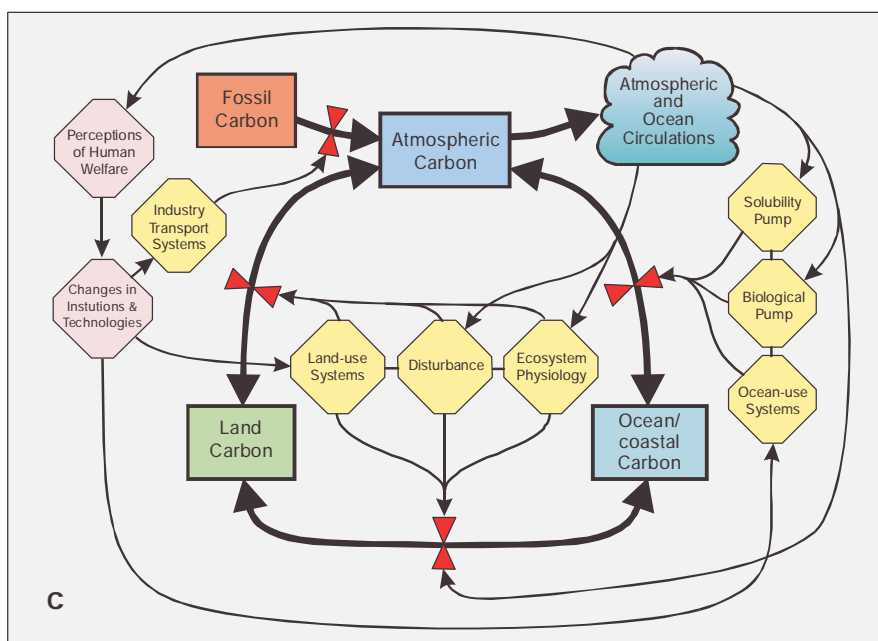 Fossil
Carbon
Atmospheric
Carbon
Atmospheric
and
Ocean
Circulations
Perceptions
of Human
Welfare
Industry
Transport
Systems
Changes in
Instutions &
Technologies
Solubility
Pump
Biological
Pump
Ocean-use
Systems
Land-use
Systems
Disturbance
Ecosystem
Physiology
Land
Carbon
Ocean/
coastal
Carbon
C